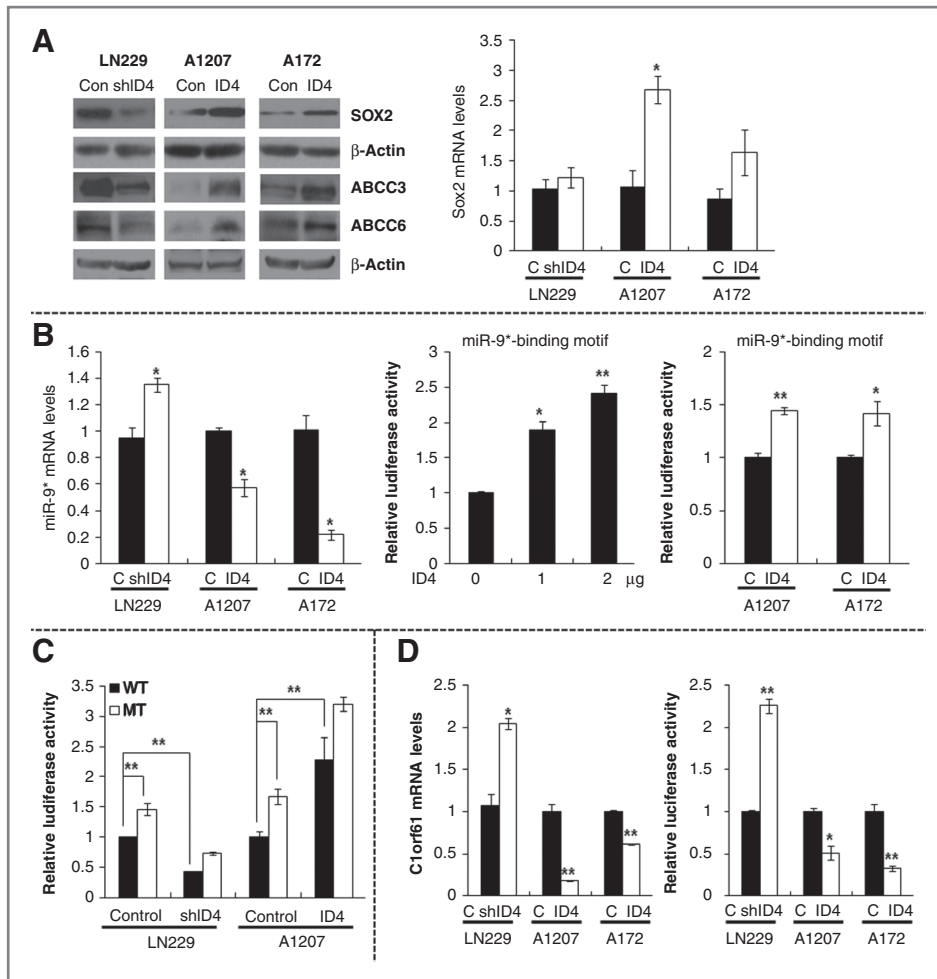 A
LN229 A1207 A172
Con shID4 Con ID4 Con ID4
SOX2
β-Actin
ABCC3
ABCC6
β-Actin
Sox2 mRNA levels
3.5
3
2.5
2
1.5
1
0.5
0
*
C shID4 C ID4 C ID4
LN229 A1207 A172
B
miR-9* mRNA levels
1.6
1.4
1.2
1
0.8
0.6
0.4
0.2
0
*
*
*
C shID4 C ID4 C ID4
LN229 A1207 A172
miR-9*-binding motif
Relative ludiferase activity
3
2.5
2
1.5
1
0.5
0
*
**
ID4 0 1 2 μg
miR-9*-binding motif
Relative ludiferase activity
2
1.5
1
0.5
0
**
*
C ID4 C ID4
A1207 A172
C
Relative ludiferase activity
3.5
3
2.5
2
1.5
1
0.5
0
WT
MT
**
**
**
**
Control shID4 Control ID4
LN229 A1207
D
C1orf61 mRNA levels
2.5
2
1.5
1
0.5
0
*
**
**
C shID4 C ID4 C ID4
LN229 A1207 A172
Relative luciferase activity
2.5
2
1.5
1
0.5
0
**
*
**
C shID4 C ID4 C ID4
LN229 A1207 A172